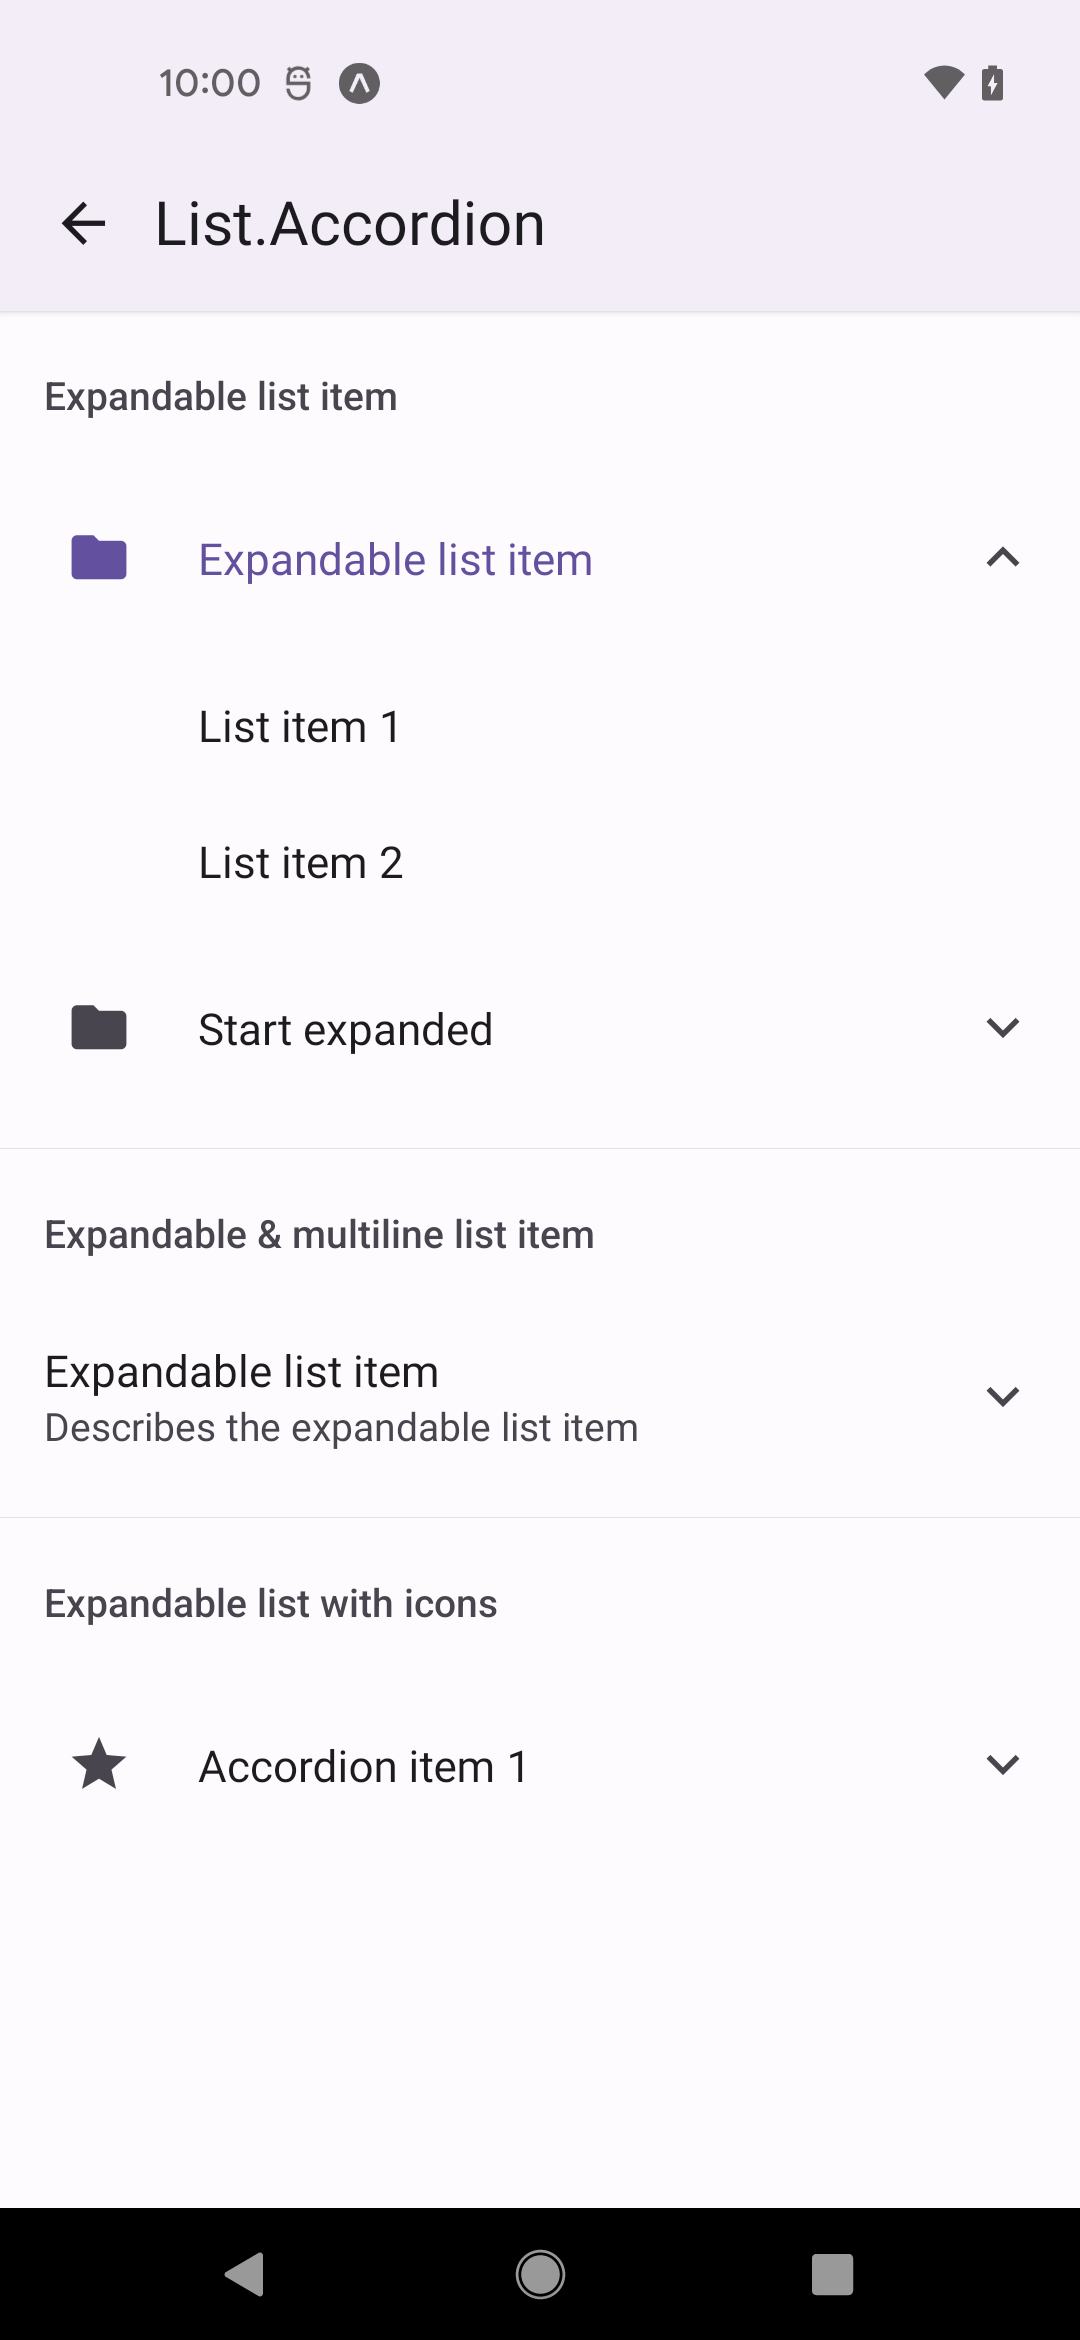 10:00
List.Accordion
Expandable list item
Expandable list item
List item 1
List item 2
Start expanded
Expandable & multiline list item
Expandable list item
Describes the expandable list item
Expandable list with icons
Accordion item 1